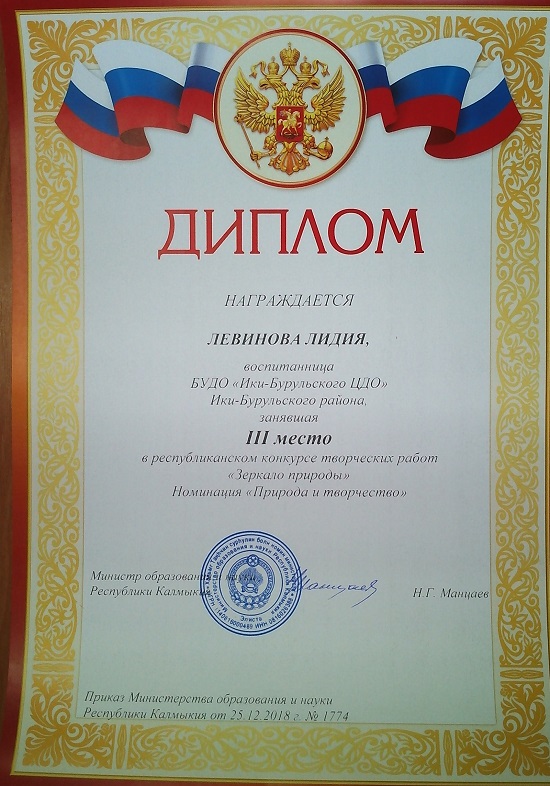 ДИПЛОМ
НАГРАЖДАЕТСЯ
ЛЕВИНОВА ЛИДИЯ,
воспитанница
БУДО «Ики-Бурульского ЦДО»
Ики-Бурульского района,
занявшая
III место
в республиканском конкурсе творческих работ
«Зеркало природы»
Номинация «Природа и творчество»
Министр образования и науки
Республики Калмыкия
Н.Г. Манцаев
Элиста
Приказ Министерства образования и науки
Республики Калмыкия от 25.12.2018 г. № 1774